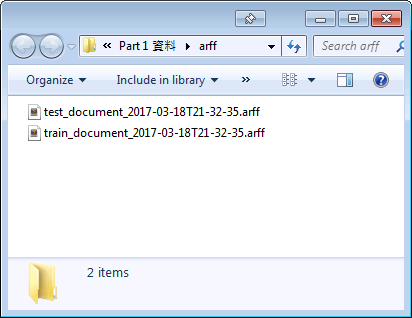 « Part 1 資料 arff Search arff
Organize Include in library »
test_document_2017-03-18T21-32-35.arff
train_document_2017-03-18T21-32-35.arff
2 items